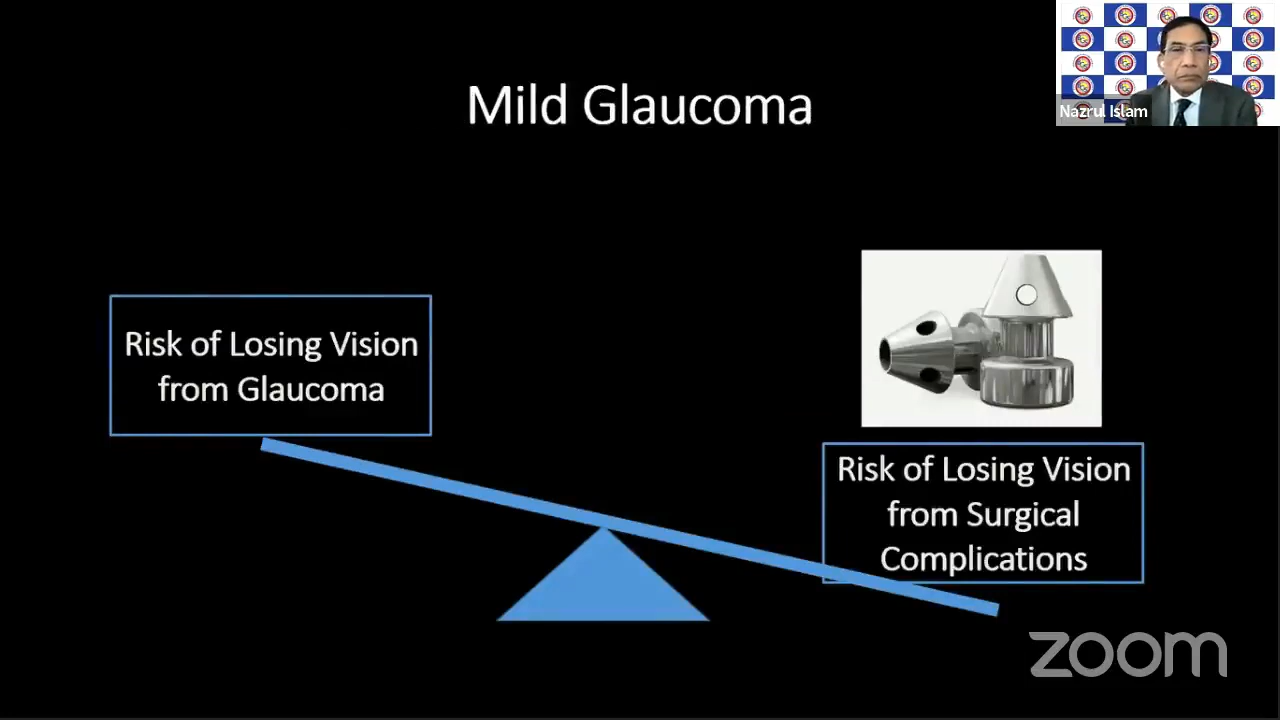 Mild Glaucoma
Nazrul Islam
Risk of Losing Vision
from Glaucoma
Risk of Losing Vision
from Surgical
Complications
zoom